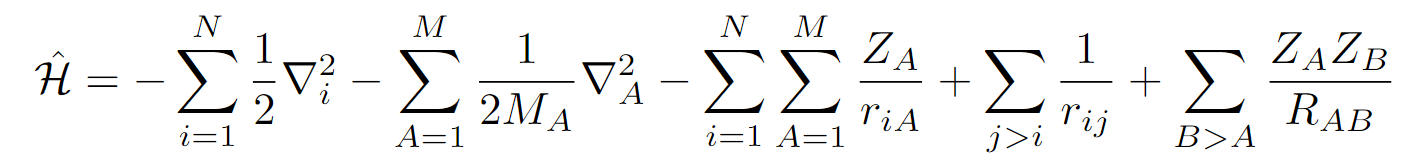 $\hat{\mathcal{H}} = -\sum_{i=1}^{N} \frac{1}{2} \nabla_i^2 - \sum_{A=1}^{M} \frac{1}{2M_A} \nabla_A^2 - \sum_{i=1}^{N} \sum_{A=1}^{M} \frac{Z_A}{r_{iA}} + \sum_{j>i} \frac{1}{r_{ij}} + \sum_{B>A} \frac{Z_A Z_B}{R_{AB}}$